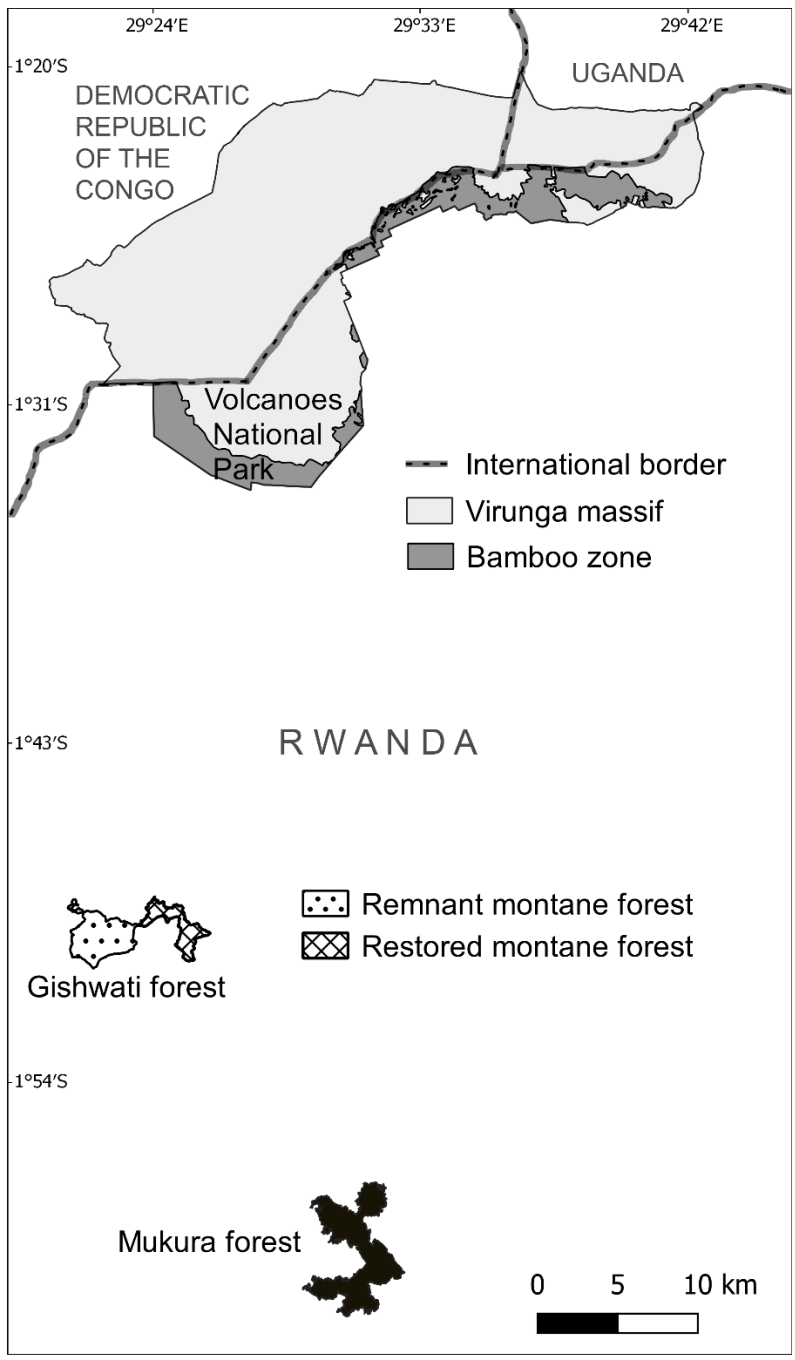 29°24′E 29°33′E 29°42′E
1°20′S
UGANDA
DEMOCRATIC
REPUBLIC
OF THE
CONGO
1°31′S
Volcanoes
National
Park
International border
Virunga massif
Bamboo zone
1°43′S
RWANDA
Remnant montane forest
Restored montane forest
Gishwati forest
1°54′S
Mukura forest
0 5 10 km